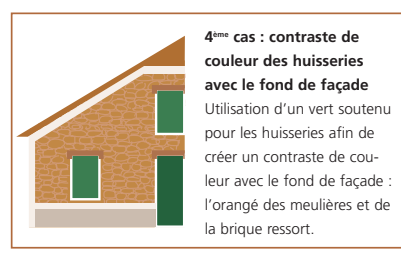 4ème cas : contraste de
couleur des huisseries
avec le fond de façade
Utilisation d’un vert soutenu
pour les huisseries afin de
créer un contraste de cou-
leur avec le fond de façade :
l’orangé des meulières et de
la brique ressort.